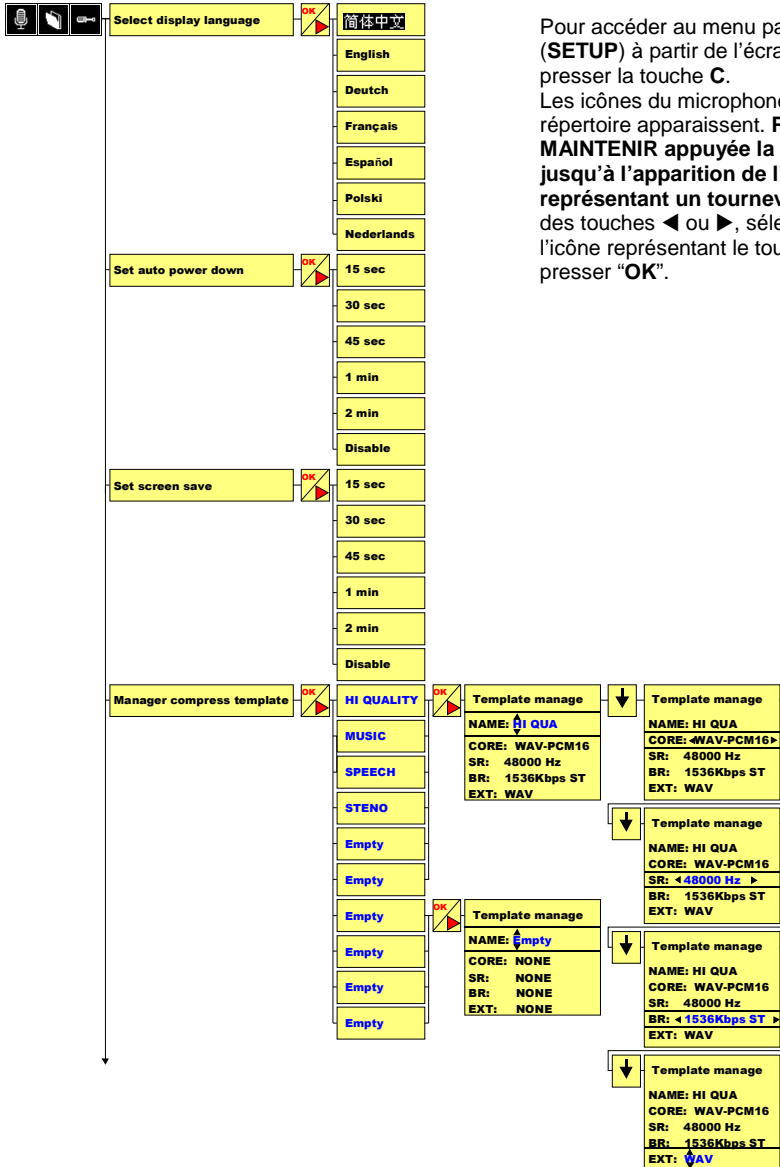 Pour accéder au menu pa
(SETUP) à partir de l'écra
presser la touche C.
Les icônes du microphone
répertoire apparaissent. P
MAINTENIR appuyée la
jusqu'à l'apparition de l'
représentant un tournev
des touches ◀ ou ▶, séle
l'icône représentant le tou
presser “OK”.
Select display language
OK
简体中文
English
Deutch
Français
Español
Polski
Nederlands
Set auto power down
OK
15 sec
30 sec
45 sec
1 min
2 min
Disable
Set screen save
OK
15 sec
30 sec
45 sec
1 min
2 min
Disable
Manager compress template
OK
HI QUALITY
MUSIC
SPEECH
STENO
Empty
Empty
Empty
Empty
Empty
Empty
OK
Template manage
NAME: HI QUA
CORE: WAV-PCM16
SR: 48000 Hz
BR: 1536Kbps ST
EXT: WAV
Template manage
NAME: HI QUA
CORE: ◀WAV-PCM16▶
SR: 48000 Hz
BR: 1536Kbps ST
EXT: WAV
Template manage
NAME: HI QUA
CORE: WAV-PCM16
SR: ◀48000 Hz ▶
BR: 1536Kbps ST
EXT: WAV
OK
Template manage
NAME: Empty
CORE: NONE
SR: NONE
BR: NONE
EXT: NONE
Template manage
NAME: HI QUA
CORE: WAV-PCM16
SR: 48000 Hz
BR: ◀1536Kbps ST ▶
EXT: WAV
Template manage
NAME: HI QUA
CORE: WAV-PCM16
SR: 48000 Hz
BR: 1536Kbps ST
EXT: WAV